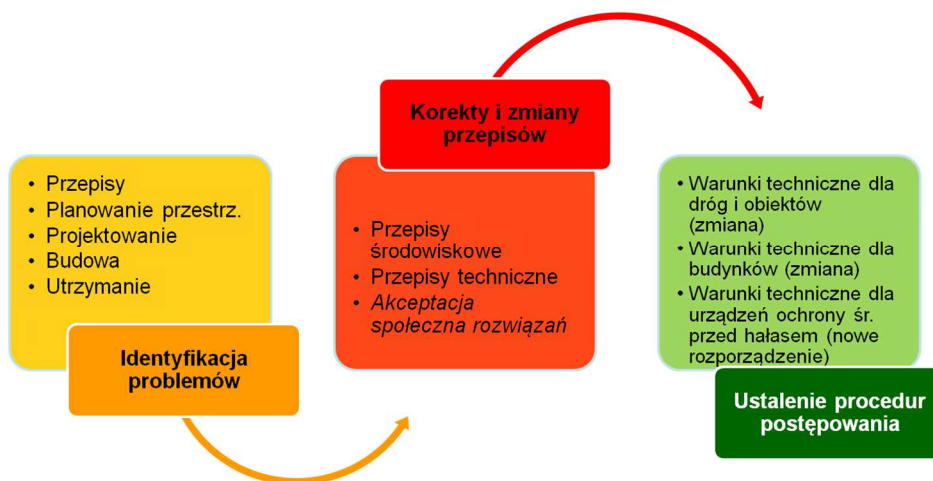 • Przepisy
• Planowanie przestrz.
• Projektowanie
• Budowa
• Utrzymanie
Identyfikacja
problemów
Korekty i zmiany
przepisów
• Przepisy
środowiskowe
• Przepisy techniczne
• Akceptacja
społeczna rozwiązań
• Warunki techniczne dla
dróg i obiektów
(zmiana)
• Warunki techniczne dla
budynków (zmiana)
• Warunki techniczne dla
urządzeń ochrony śr.
przed hałasem (nowe
rozporządzenie)
Ustalenie procedur
postępowania